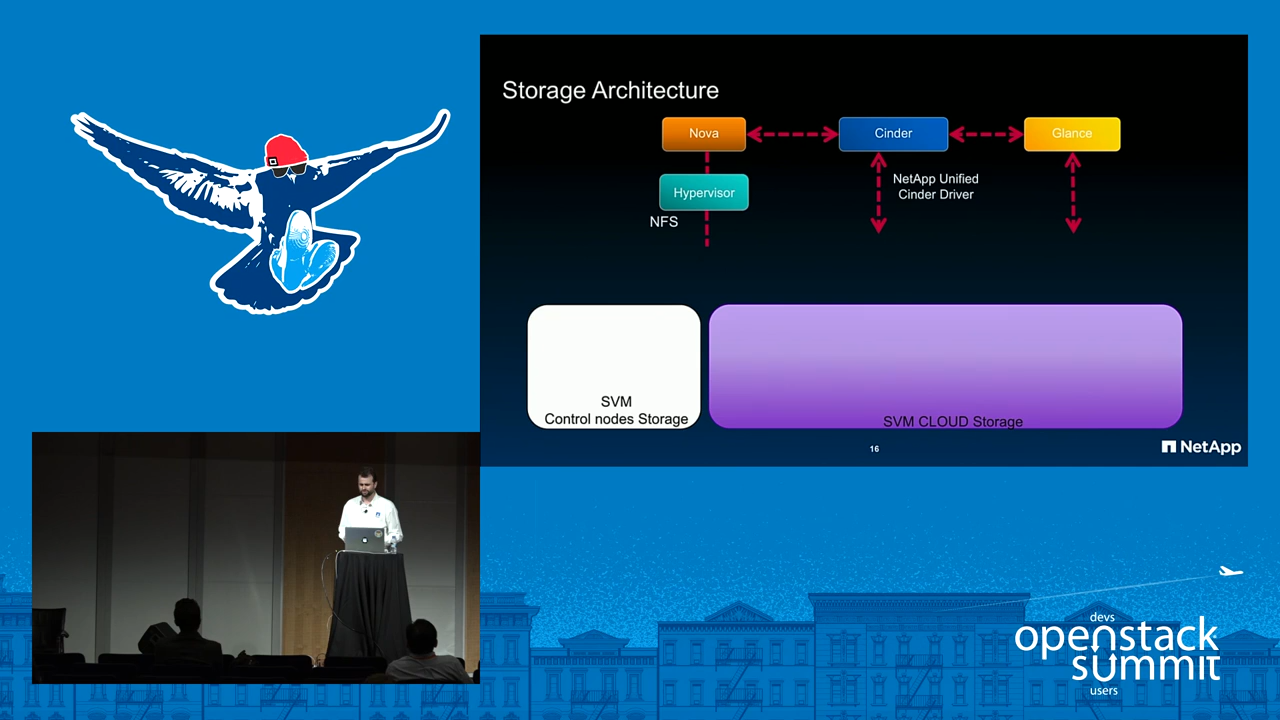 Storage Architecture
Nova
Cinder
Glance
NetApp Unified
Cinder Driver
Hypervisor
NFS
SVM
Control nodes Storage
SVM CLOUD Storage
16
NetApp
devs
openstack
summit
users